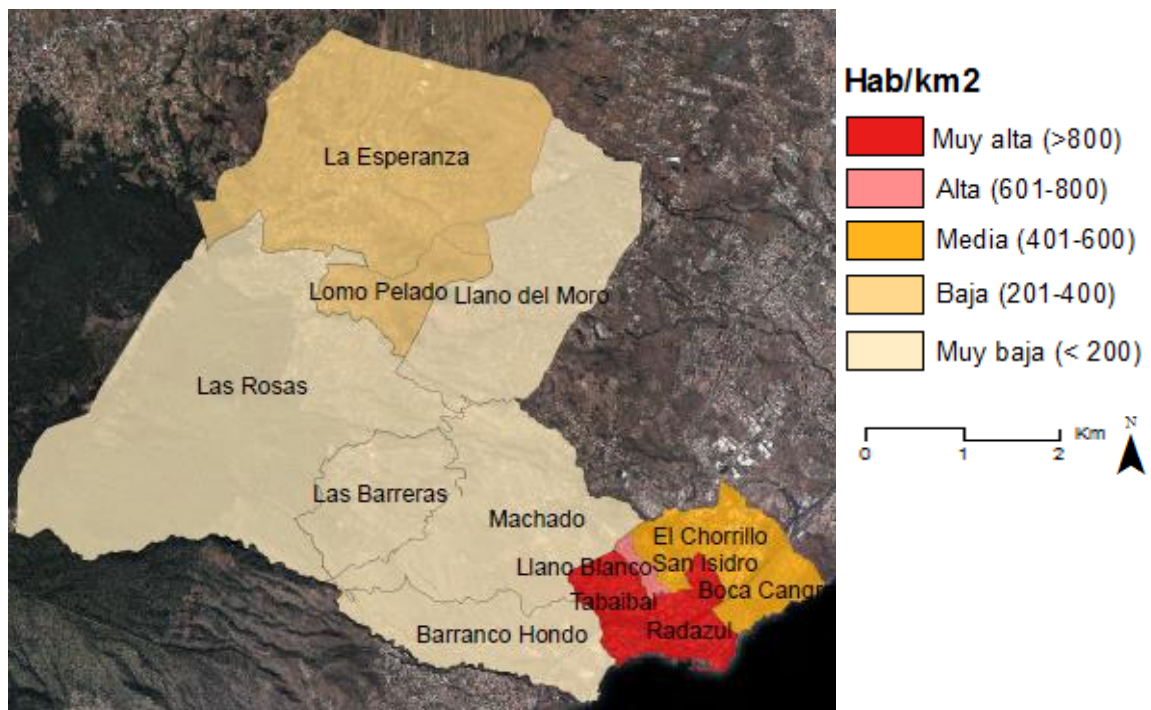 Hab/km2
Muy alta (>800)
Alta (601-800)
Media (401-600)
Baja (201-400)
Muy baja (< 200)
Km
N
0 1 2
La Esperanza
Lomo Pelado
Llano del Moro
Las Rosas
Las Barreras
Machado
El Chorrillo
San Isidro
Llano Blanco
Boca Cangr
Tabaibal
Radazul
Barranco Hondo